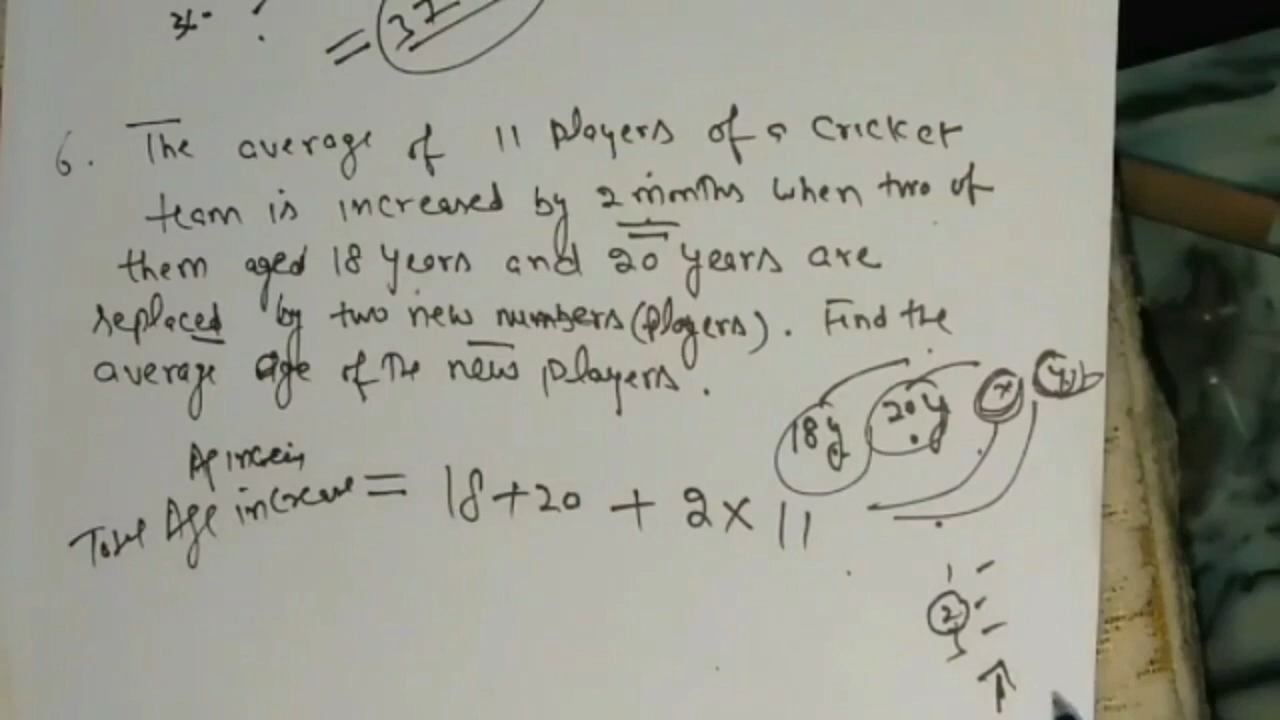 = 37
6. The average of 11 players of a cricket
team is increased by 2 months when two of
them aged 18 years and 20 years are
replaced by two new numbers (players). Find the
average age of the new players.
18y 20y x
Age increase = 18+20 + 2×11
2